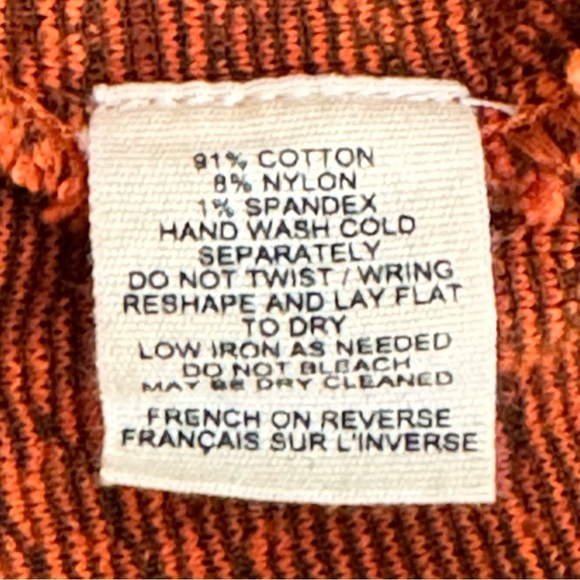 91% COTTON
8% NYLON
1% SPANDEX
HAND WASH COLD
SEPARATELY
DO NOT TWIST / WRING
RESHAPE AND LAY FLAT
TO DRY
LOW IRON AS NEEDED
DO NOT BLEACH
MAY BE DRY CLEANED
FRENCH ON REVERSE
FRANÇAIS SUR L'INVERSE